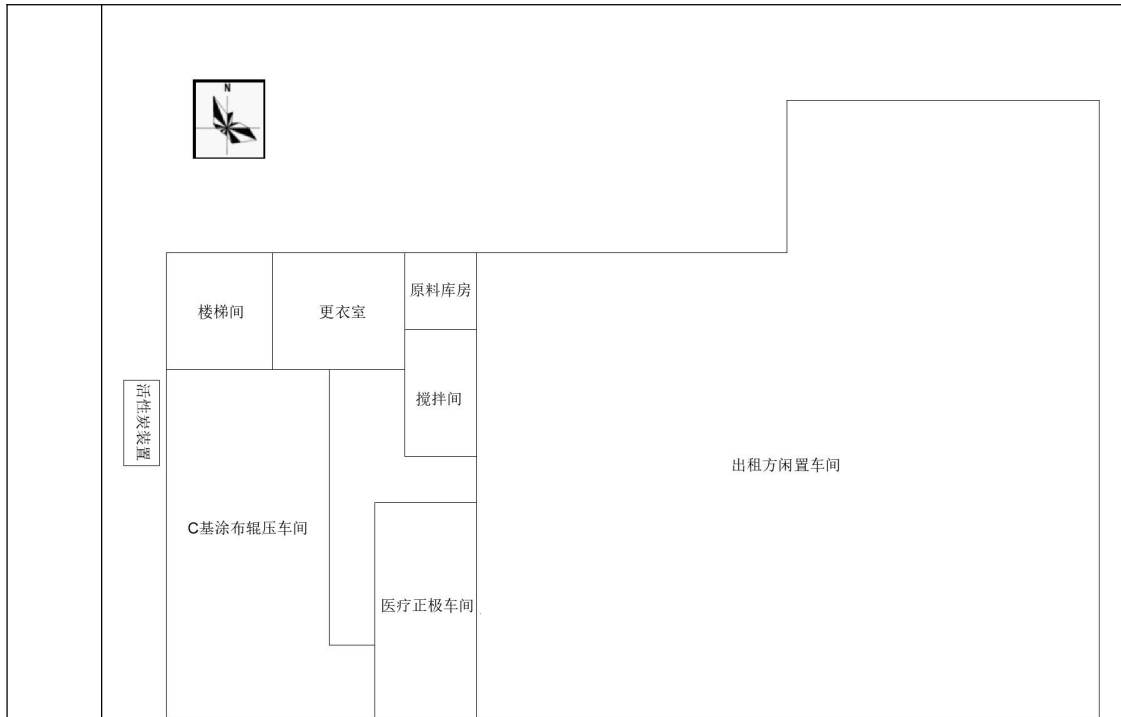 N
原料库房
楼梯间
更衣室
搅拌间
活性炭装置
出租方闲置车间
C基涂布辊压车间
医疗正极车间